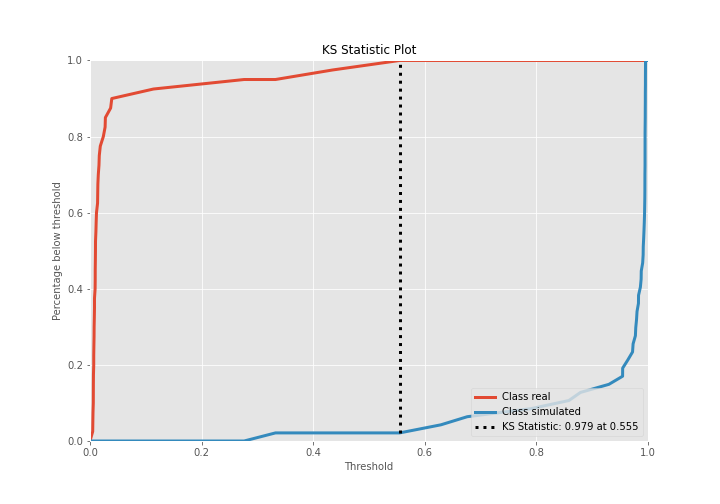 KS Statistic Plot
1.0
0.8
0.6
0.4
0.2
0.0
Percentage below threshold
Class real
Class simulated
KS Statistic: 0.979 at 0.555
0.0
0.2
0.4
0.6
0.8
1.0
Threshold